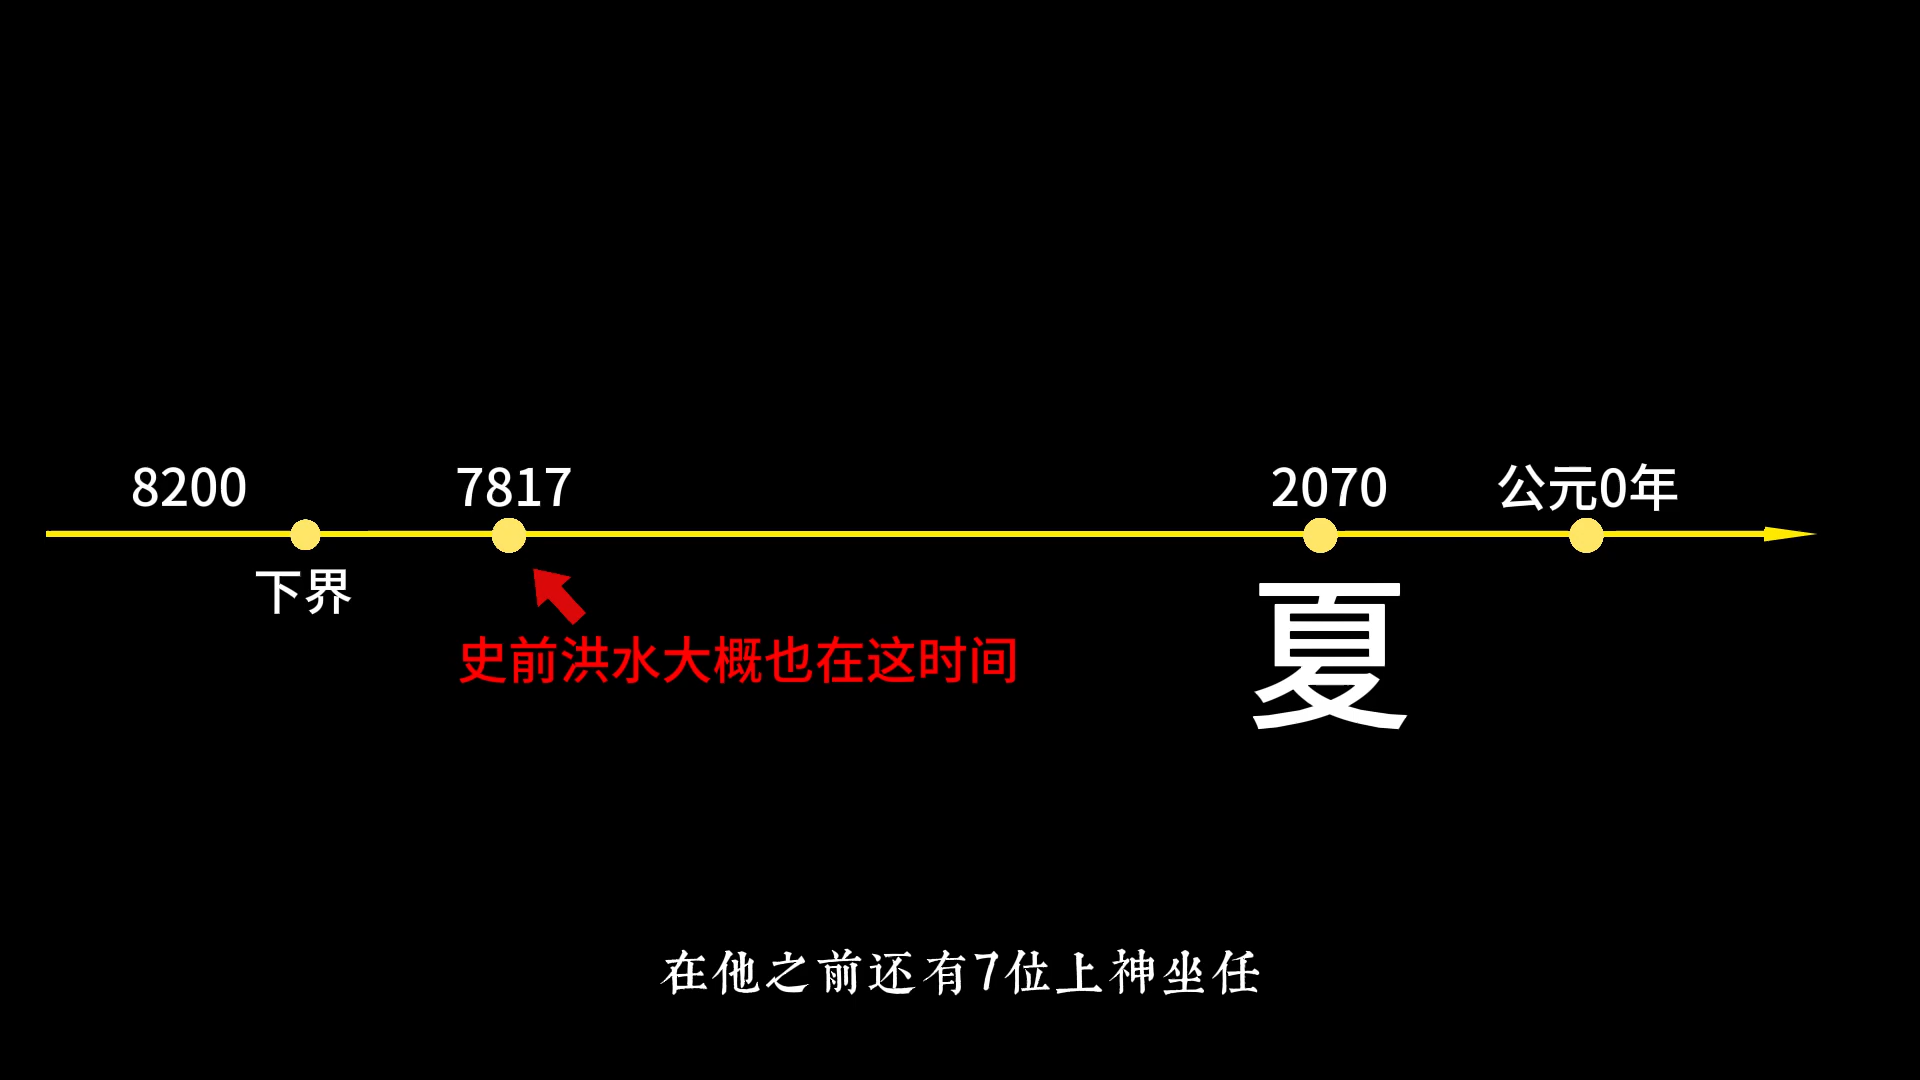 8200
7817
2070
公元0年
下界
史前洪水大概也在这时间
夏
在他之前还有7位上神坐任